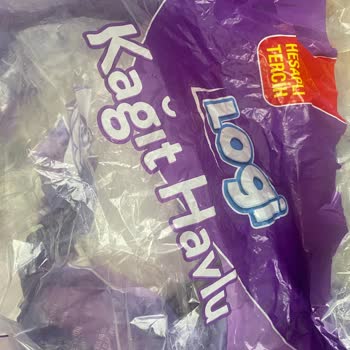 HESAPLI
TERCİH
Logi
Kağıt Havlu